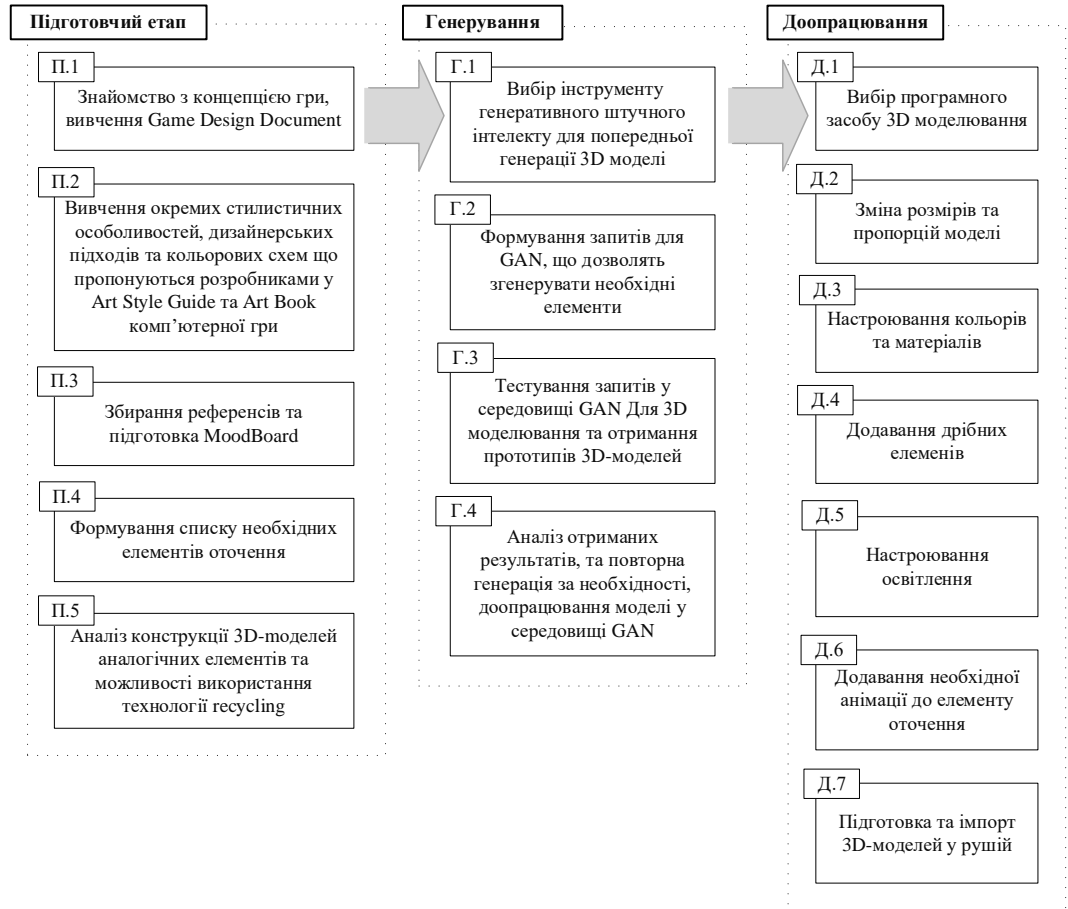 Підготовчий етап
П.1
Знайомство з концепцією гри,
вивчення Game Design Document
П.2
Вивчення окремих стилистичних
особливостей, дизайнерських
підходів та кольорових схем що
пропонуються розробниками у
Art Style Guide та Art Book
комп’ютерної гри
П.3
Збирання референсів та
підготовка MoodBoard
П.4
Формування списку необхідних
елементів оточення
П.5
Аналіз конструкції 3D-моделей
аналогічних елементів та
можливості використання
технології recycling
Генерування
Г.1
Вибір інструменту
генеративного штучного
інтелекту для попередньої
генерації 3D моделі
Г.2
Формування запитів для
GAN, що дозволять
згенерувати необхідні
елементи
Г.3
Тестування запитів у
середовищі GAN Для 3D
моделювання та отримання
прототипів 3D-моделей
Г.4
Аналіз отриманих
результатів, та повторна
генерація за необхідності,
доопрацювання моделі у
середовищі GAN
Доопрацювання
Д.1
Вибір програмного
засобу 3D моделювання
Д.2
Зміна розмірів та
пропорцій моделі
Д.3
Настроювання кольорів
та матеріалів
Д.4
Додавання дрібних
елеменів
Д.5
Настроювання
освітлення
Д.6
Додавання необхідної
анімації до елементу
оточення
Д.7
Підготовка та імпорт
3D-моделей у рушій